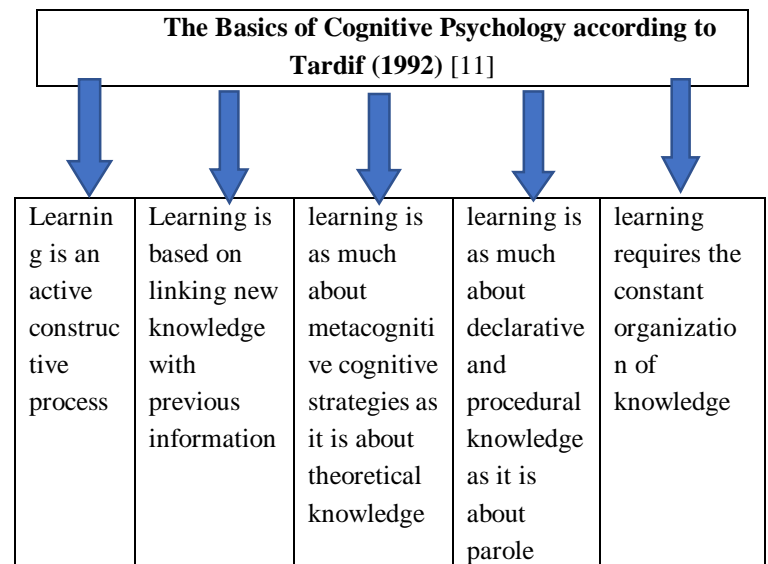 The Basics of Cognitive Psychology according to
Tardif (1992) [11]
Learnin
g is an
active
construc
tive
process
Learning is
based on
linking new
knowledge
with
previous
information
learning is
as much
about
metacogniti
ve cognitive
strategies as
it is about
theoretical
knowledge
learning is
as much
about
declarative
and
procedural
knowledge
as it is
about
parole
learning
requires the
constant
organizatio
n of
knowledge